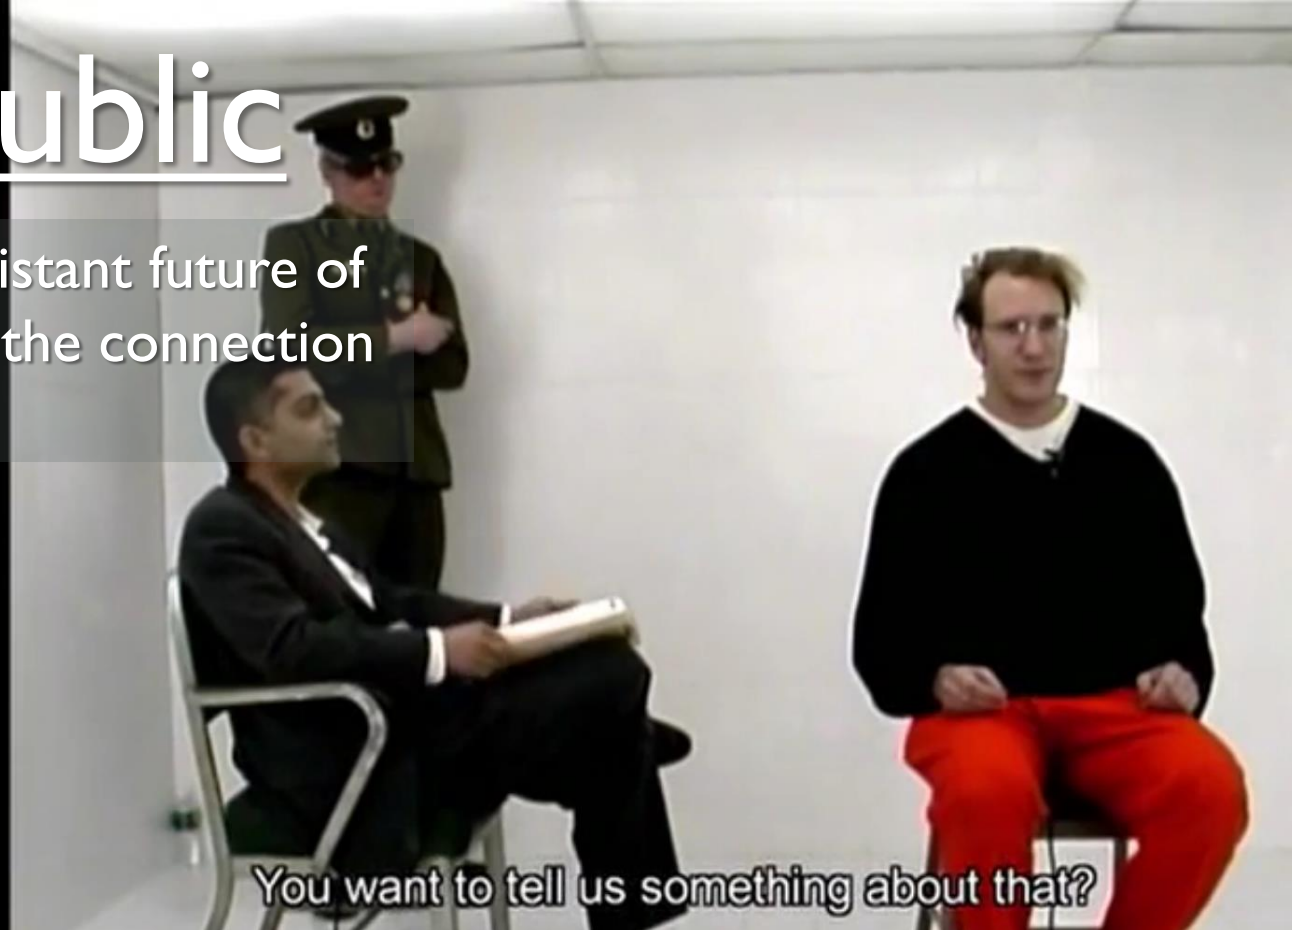 ublic
istant future of
the connection
You want to tell us something about that?